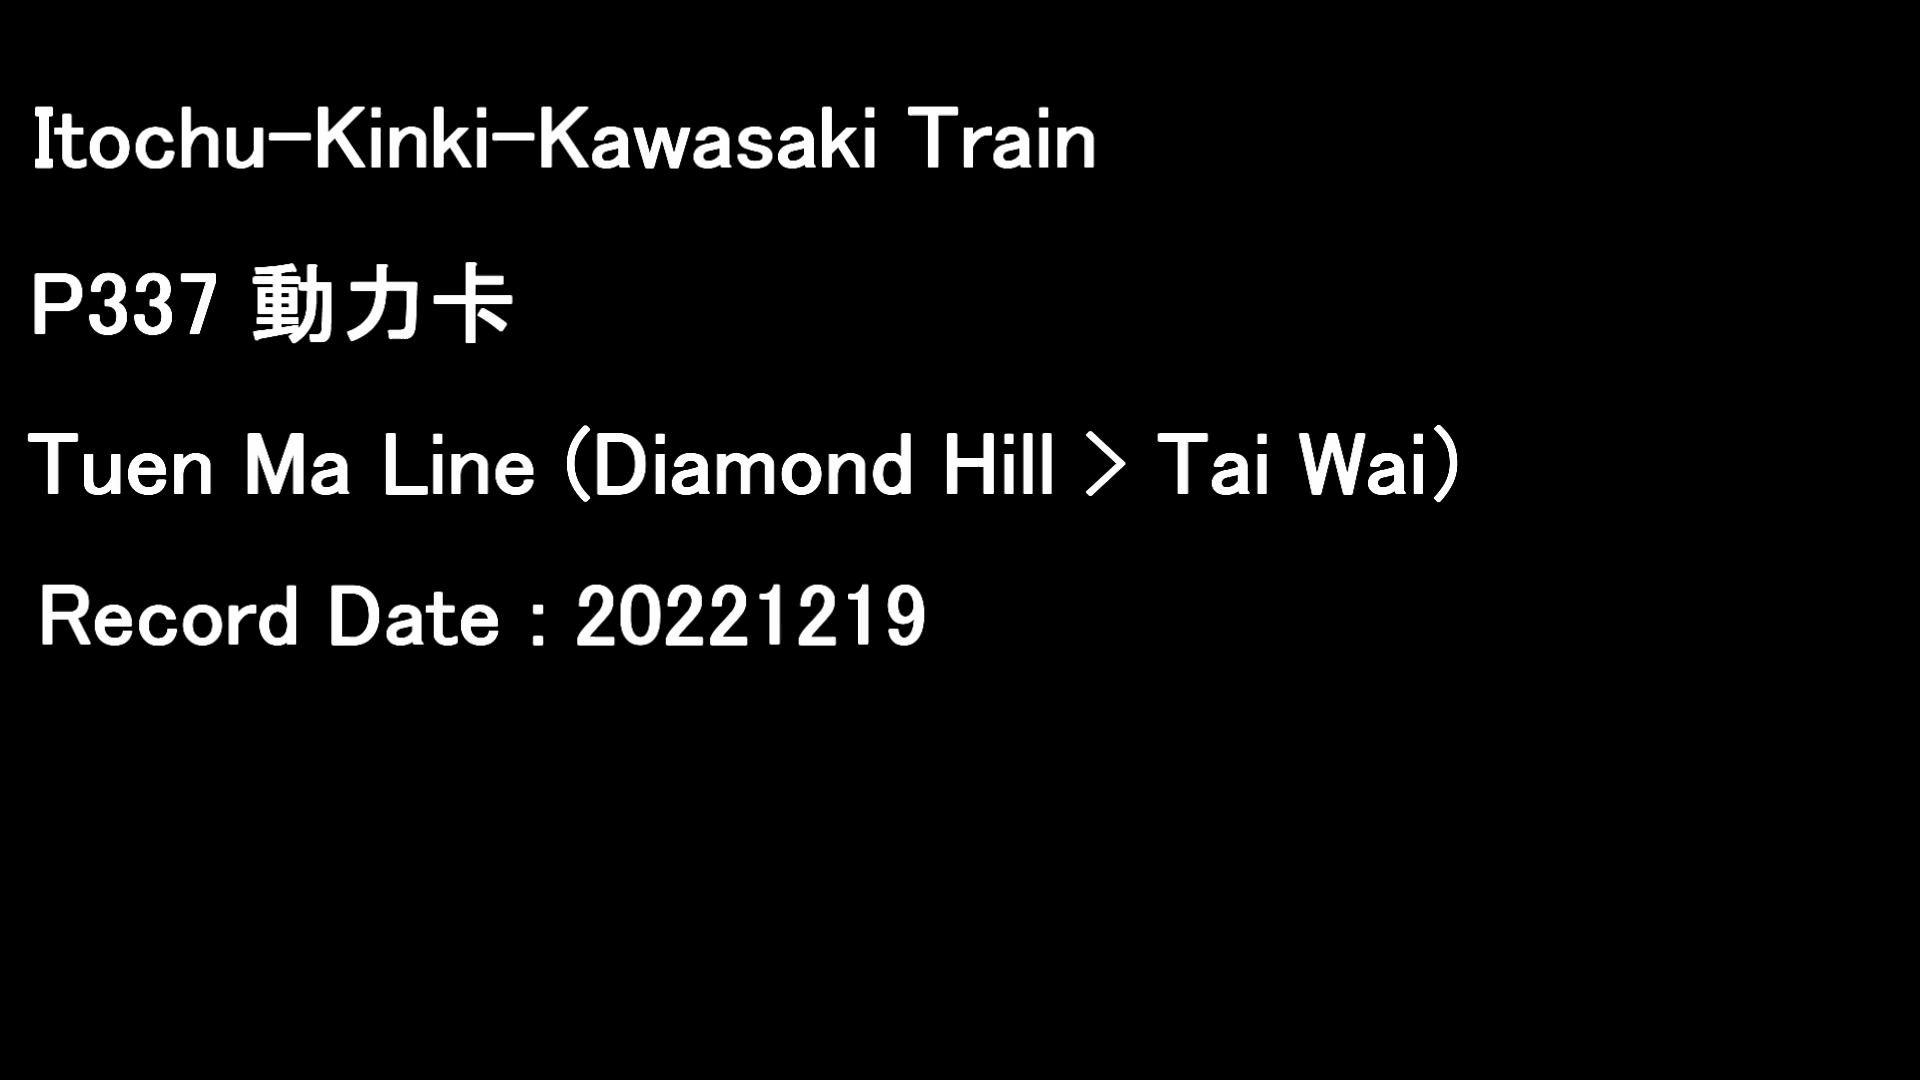 Itochu-Kinki-Kawasaki Train
P337 動力卡
Tuen Ma Line (Diamond Hill > Tai Wai)
Record Date : 20221219